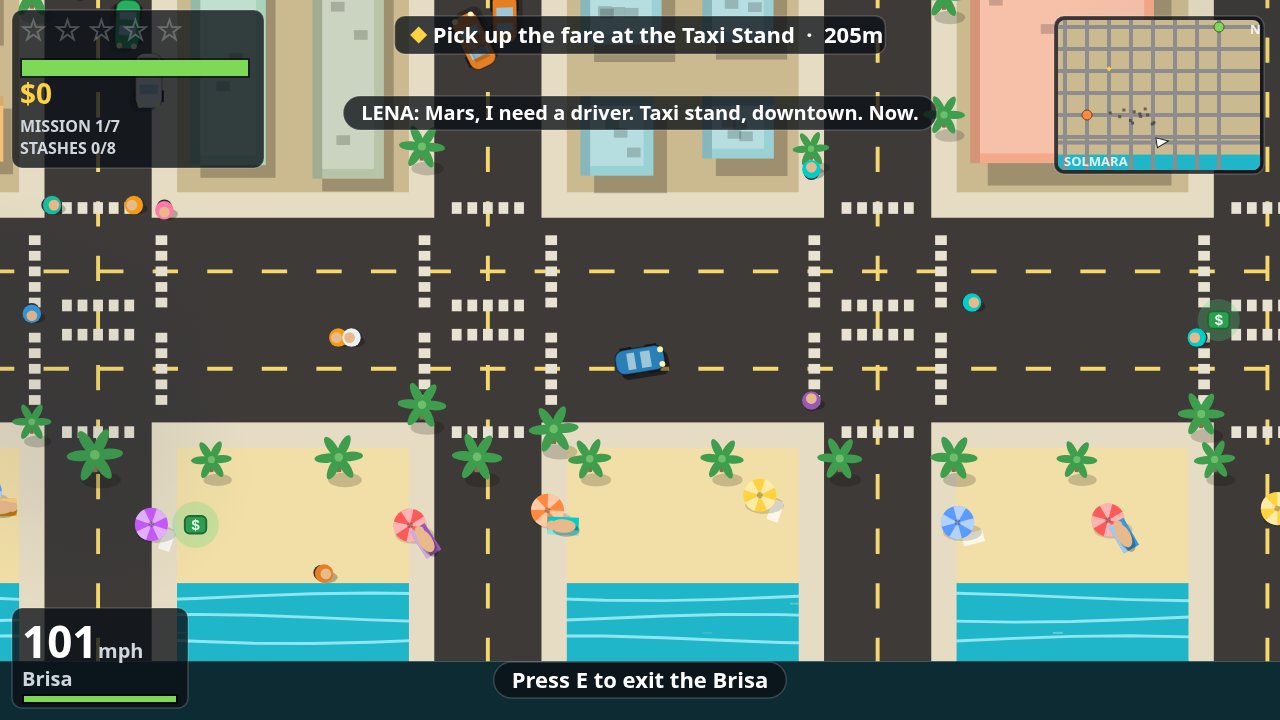 ◆ Pick up the fare at the Taxi Stand · 205m
N
$0
LENA: Mars, I need a driver. Taxi stand, downtown. Now.
MISSION 1/7
STASHES 0/8
SOLMARA
$
$
101mph
Brisa
Press E to exit the Brisa